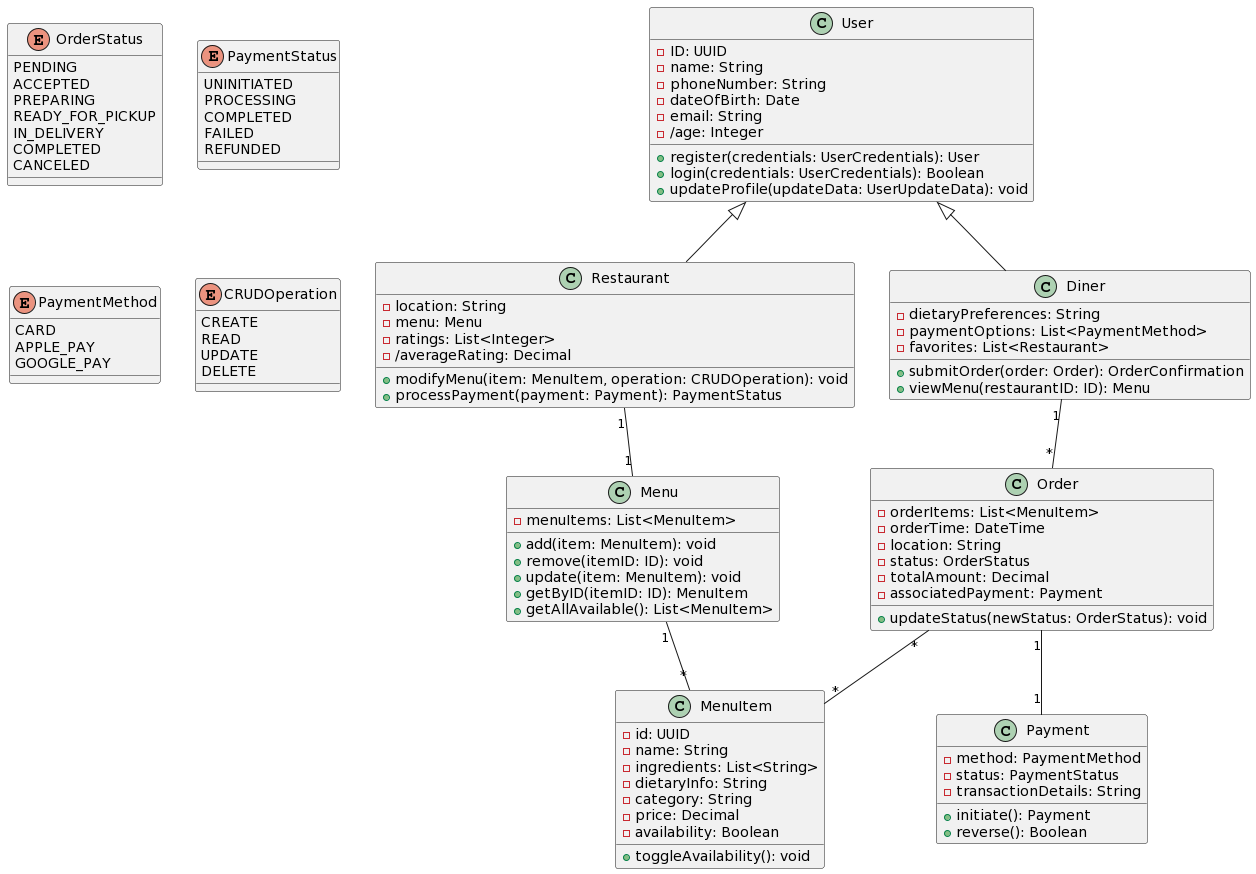 E OrderStatus
PENDING
ACCEPTED
PREPARING
READY_FOR_PICKUP
IN_DELIVERY
COMPLETED
CANCELED
E PaymentStatus
UNINITIATED
PROCESSING
COMPLETED
FAILED
REFUNDED
C User
ID: UUID
name: String
phoneNumber: String
dateOfBirth: Date
email: String
/age: Integer
register(credentials: UserCredentials): User
login(credentials: UserCredentials): Boolean
updateProfile(updateData: UserUpdateData): void
E PaymentMethod
CARD
APPLE_PAY
GOOGLE_PAY
E CRUDOperation
CREATE
READ
UPDATE
DELETE
C Restaurant
location: String
menu: Menu
ratings: List<Integer>
/averageRating: Decimal
modifyMenu(item: MenuItem, operation: CRUDOperation): void
processPayment(payment: Payment): PaymentStatus
C Diner
dietaryPreferences: String
paymentOptions: List<PaymentMethod>
favorites: List<Restaurant>
submitOrder(order: Order): OrderConfirmation
viewMenu(restaurantID: ID): Menu
1
1
1
*
C Menu
menuItems: List<MenuItem>
add(item: MenuItem): void
remove(itemID: ID): void
update(item: MenuItem): void
getByID(itemID: ID): MenuItem
getAllAvailable(): List<MenuItem>
C Order
orderItems: List<MenuItem>
orderTime: DateTime
location: String
status: OrderStatus
totalAmount: Decimal
associatedPayment: Payment
updateStatus(newStatus: OrderStatus): void
1
*
*
*
1
1
C MenuItem
id: UUID
name: String
ingredients: List<String>
dietaryInfo: String
category: String
price: Decimal
availability: Boolean
toggleAvailability(): void
C Payment
method: PaymentMethod
status: PaymentStatus
transactionDetails: String
initiate(): Payment
reverse(): Boolean